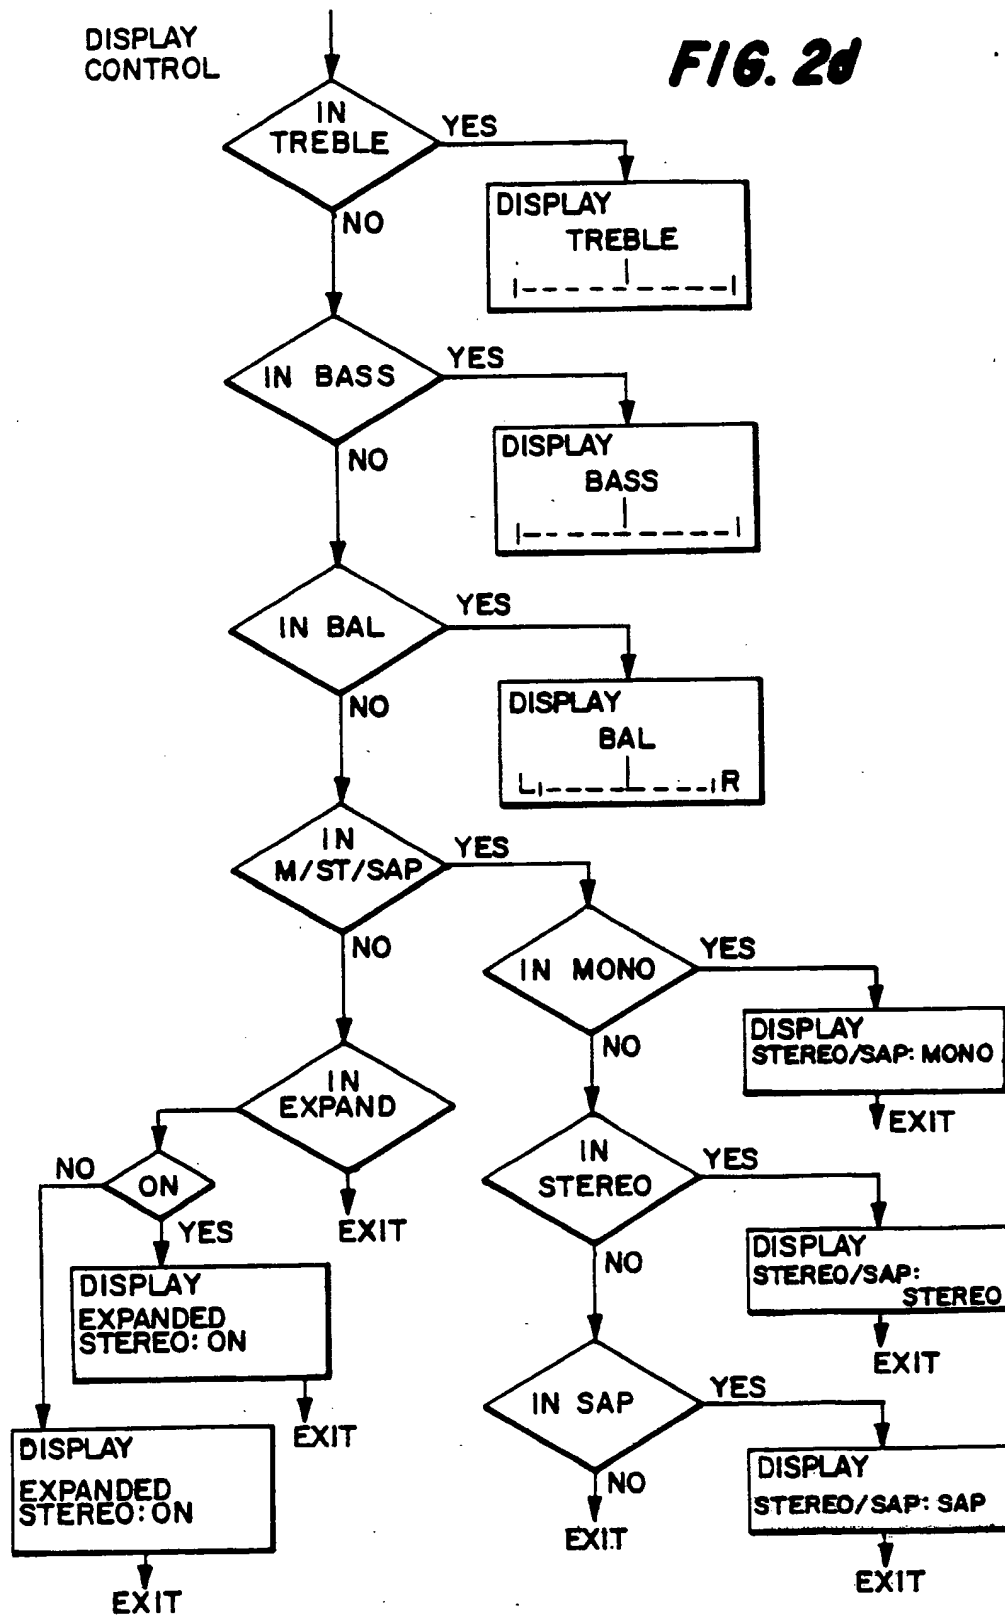 DISPLAY
CONTROL
FIG. 2d
IN
TREBLE
YES
NO
DISPLAY
TREBLE
IN BASS
YES
NO
DISPLAY
BASS
IN BAL
YES
NO
DISPLAY
BAL
L R
IN
M/ST/SAP
YES
NO
IN MONO
YES
NO
DISPLAY
STEREO/SAP: MONO
EXIT
IN
EXPAND
EXIT
NO
ON
YES
DISPLAY
EXPANDED
STEREO: ON
EXIT
DISPLAY
EXPANDED
STEREO: ON
EXIT
IN
STEREO
YES
NO
DISPLAY
STEREO/SAP:
STEREO
EXIT
IN SAP
YES
NO
EXIT
DISPLAY
STEREO/SAP: SAP
EXIT